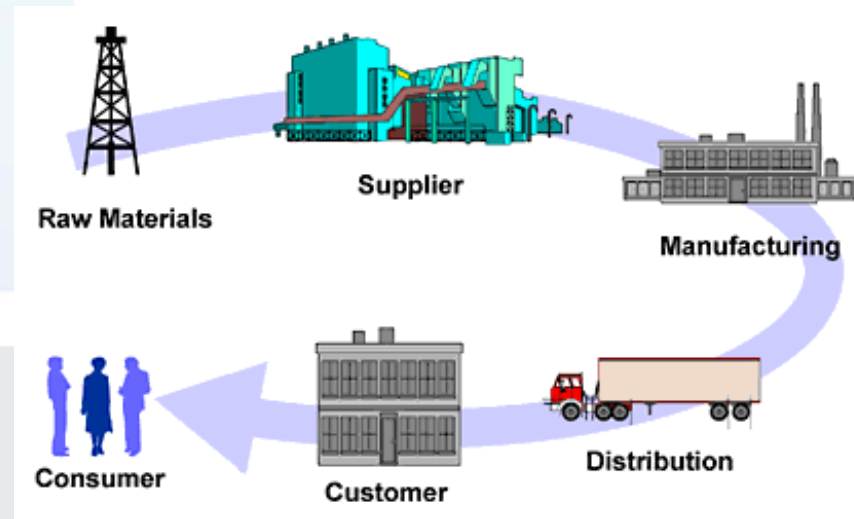 Raw Materials
Supplier
Manufacturing
Distribution
Customer
Consumer